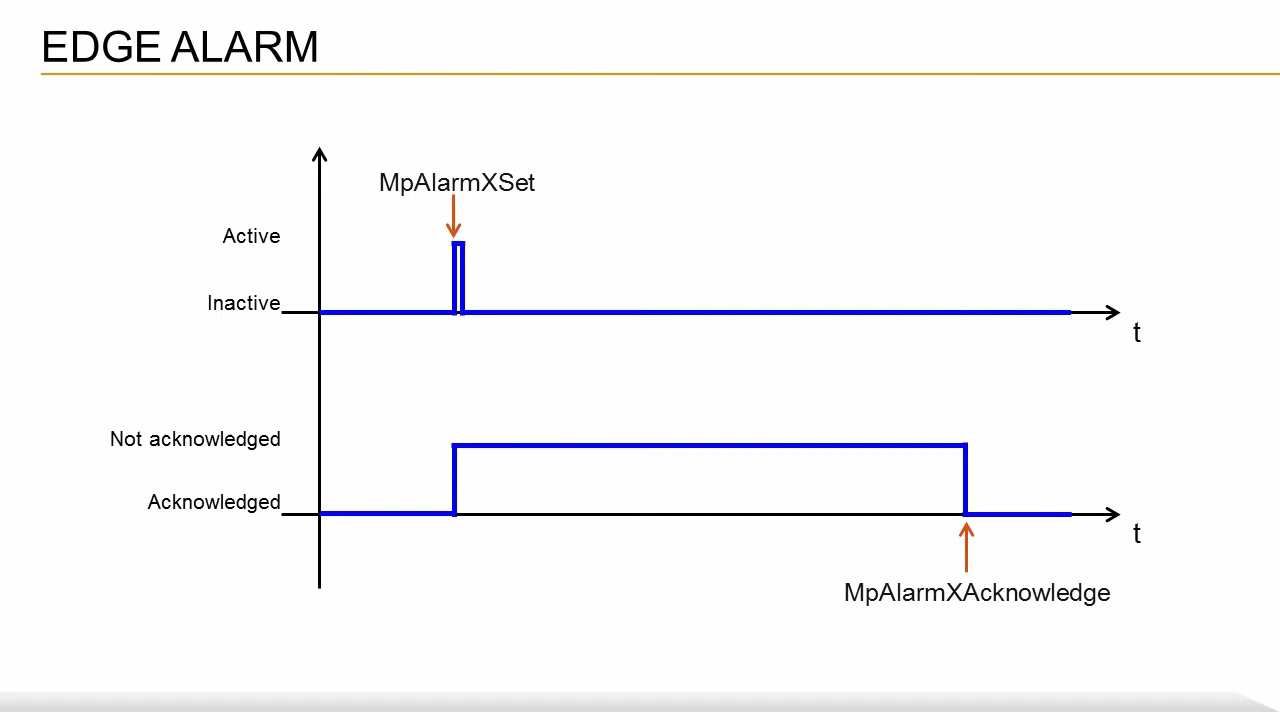 EDGE ALARM
MpAlarmXSet
Active
Inactive
t
Not acknowledged
Acknowledged
t
MpAlarmXAcknowledge